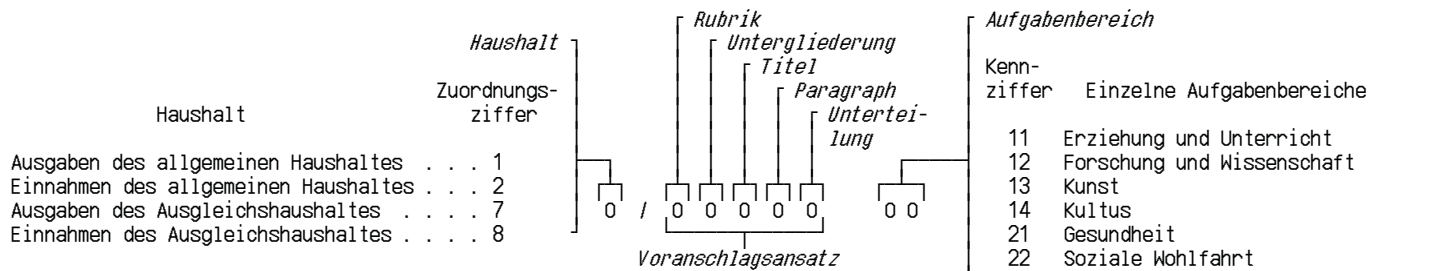 Rubrik
Aufgabenbereich
Haushalt
Untergliederung
Titel
Kenn-
Zuordnungs-
Paragraph
ziffer Einzelne Aufgabenbereiche
Haushalt
ziffer
Untertei-
lung
11 Erziehung und Unterricht
Ausgaben des allgemeinen Haushaltes . . . 1
12 Forschung und Wissenschaft
Einnahmen des allgemeinen Haushaltes . . . 2
13 Kunst
Ausgaben des Ausgleichshaushaltes . . . . 7
0 / 0 0 0 0 0 0 0
14 Kultus
Einnahmen des Ausgleichshaushaltes . . . . 8
21 Gesundheit
Voranschlagsansatz
22 Soziale Wohlfahrt